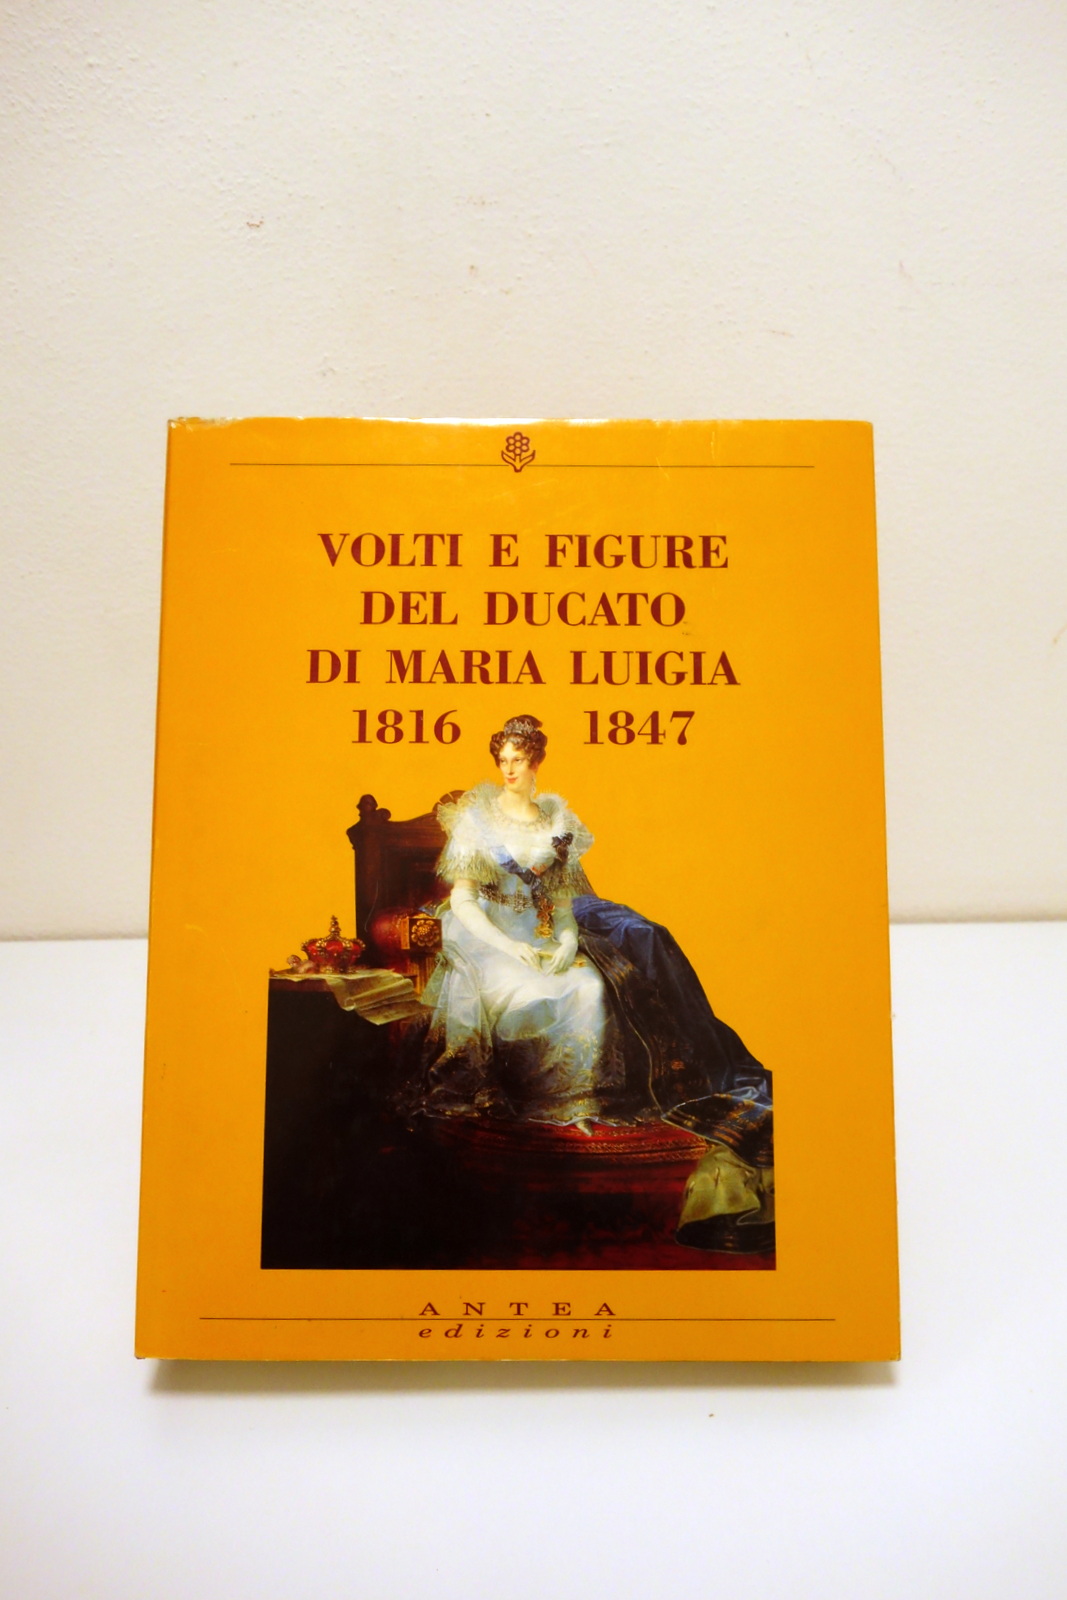 VOLTI E FIGURE
DEL DUCATO
DI MARIA LUIGIA
1816 1847
ANTEA
edizioni